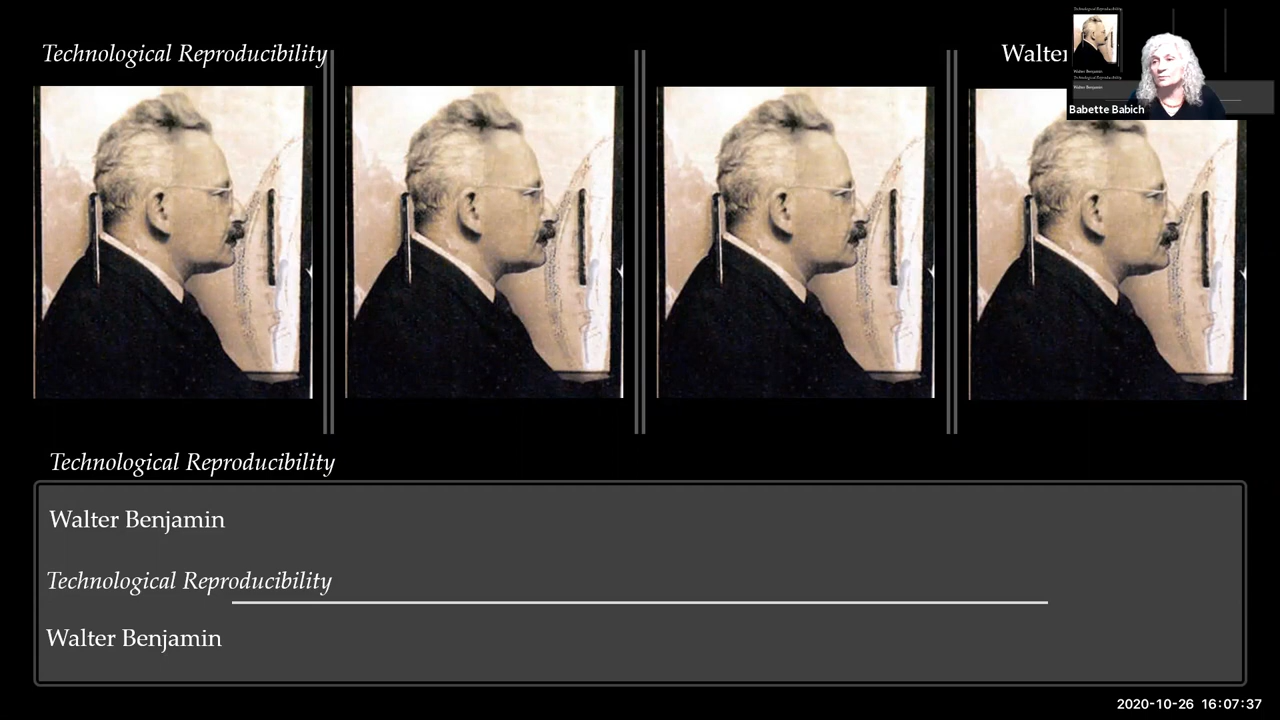 Technological Reproducibility
Walter
Babette Babich
Technological Reproducibility
Walter Benjamin
Technological Reproducibility
Walter Benjamin
2020-10-26 16:07:37